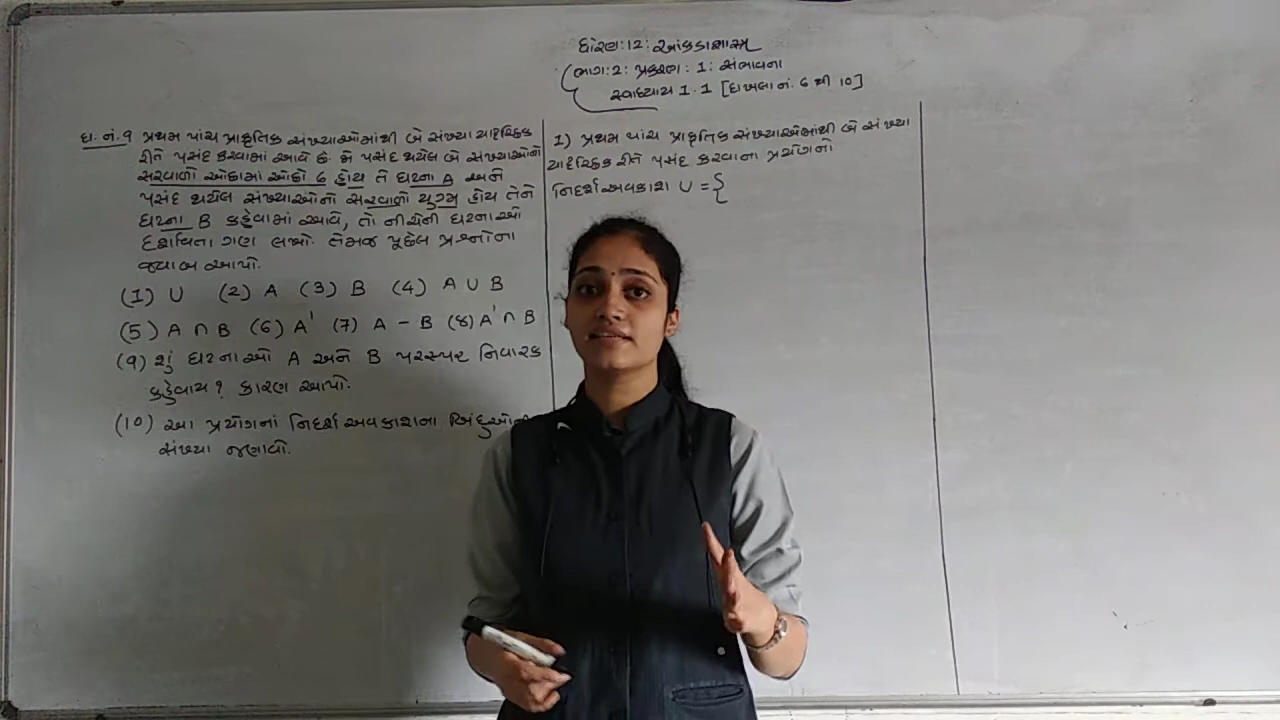 ધોરણ:12: આંકડાશાસ્ત્ર
ભાગ:2: પ્રકરણ: 1: સંભાવના
સ્વાધ્યાય 1.1 [દાખલા નં. 6 થી 10]
દા.નં.9 પ્રથમ પાંચ પ્રાકૃતિક સંખ્યાઓમાંથી બે સંખ્યા યાદૃચ્છિક
રીતે પસંદ કરવામાં આવે છે. જો પસંદ થયેલ બે સંખ્યાઓનો
સરવાળો ઓછામાં ઓછો 6 હોય તે ઘટના A અને
પસંદ થયેલ સંખ્યાઓનો સરવાળો યુગ્મ હોય તેને
ઘટના B કહેવામાં આવે, તો નીચેની ઘટનાઓ
દર્શાવતા ગણ લખો. તેમજ પૂછેલ પ્રશ્નોના
જવાબ આપો.
(1) U (2) A (3) B (4) A ∪ B
(5) A ∩ B (6) A' (7) A - B (8) A' ∩ B
(9) શું ઘટનાઓ A અને B પરસ્પર નિવારક
કહેવાય? કારણ આપો.
(10) આ પ્રયોગનાં નિદર્શઅવકાશના બિંદુઓની
સંખ્યા જણાવો.
1) પ્રથમ પાંચ પ્રાકૃતિક સંખ્યાઓમાંથી બે સંખ્યા
યાદૃચ્છિક રીતે પસંદ કરવાના પ્રયોગનો
નિદર્શઅવકાશ U = {